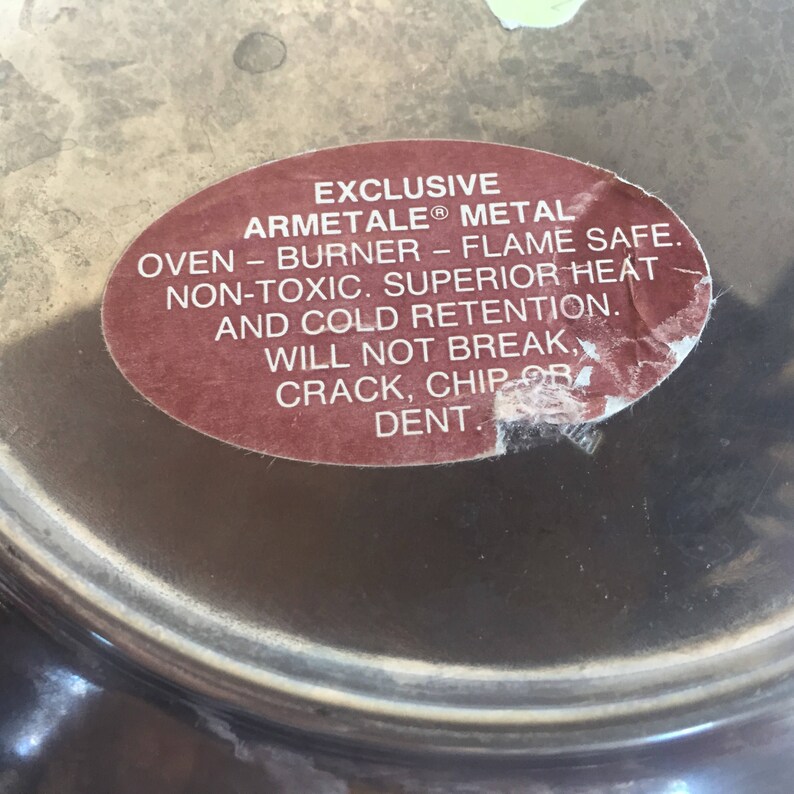 EXCLUSIVE
ARMETALE® METAL
OVEN – BURNER – FLAME SAFE.
NON-TOXIC. SUPERIOR HEAT
AND COLD RETENTION.
WILL NOT BREAK,
CRACK, CHIP OR
DENT.